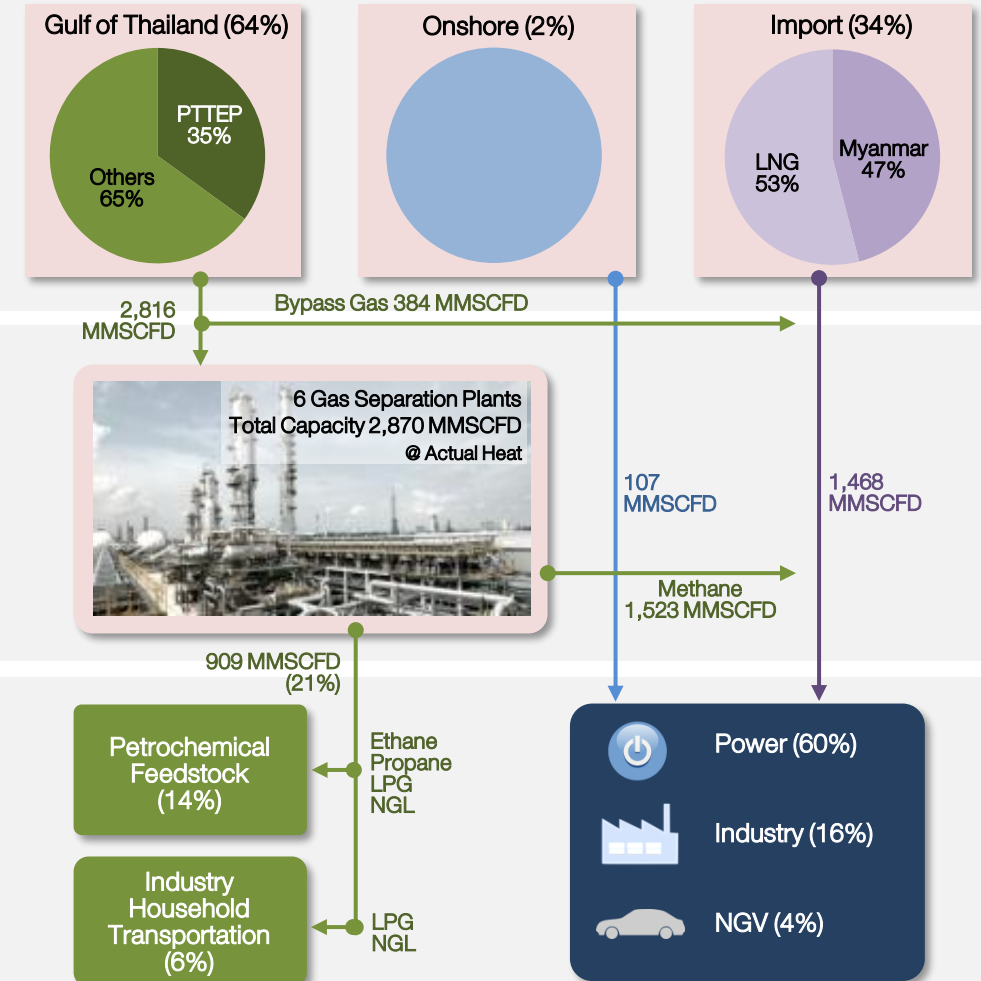 Gulf of Thailand (64%)
Onshore (2%)
Import (34%)
PTTEP
35%
Others
65%
LNG
53%
Myanmar
47%
2,816
MMSCFD
Bypass Gas 384 MMSCFD
6 Gas Separation Plants
Total Capacity 2,870 MMSCFD
@ Actual Heat
107
MMSCFD
1,468
MMSCFD
Methane
1,523 MMSCFD
909 MMSCFD
(21%)
Petrochemical
Feedstock
(14%)
Ethane
Propane
LPG
NGL
Industry
Household
Transportation
(6%)
LPG
NGL
Power (60%)
Industry (16%)
NGV (4%)